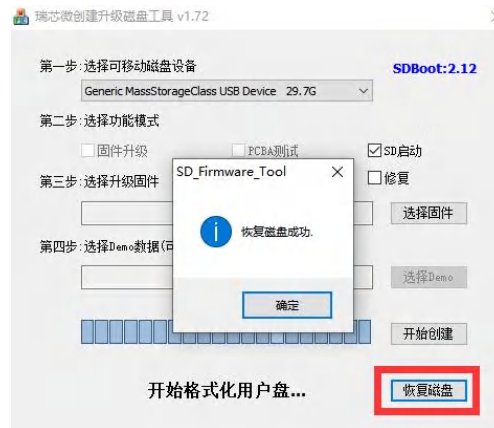 瑞芯微创建升级磁盘工具 v1.72
第一步:选择可移动磁盘设备
SDBoot:2.12
Generic MassStorageClass USB Device 29.7G
第二步:选择功能模式
固件升级 PCBA测试 SD启动
SD_Firmware_Tool
修复
第三步:选择升级固件
选择固件
恢复磁盘成功.
第四步:选择Demo数据(可
选择Demo
确定
开始创建
开始格式化用户盘...
恢复磁盘